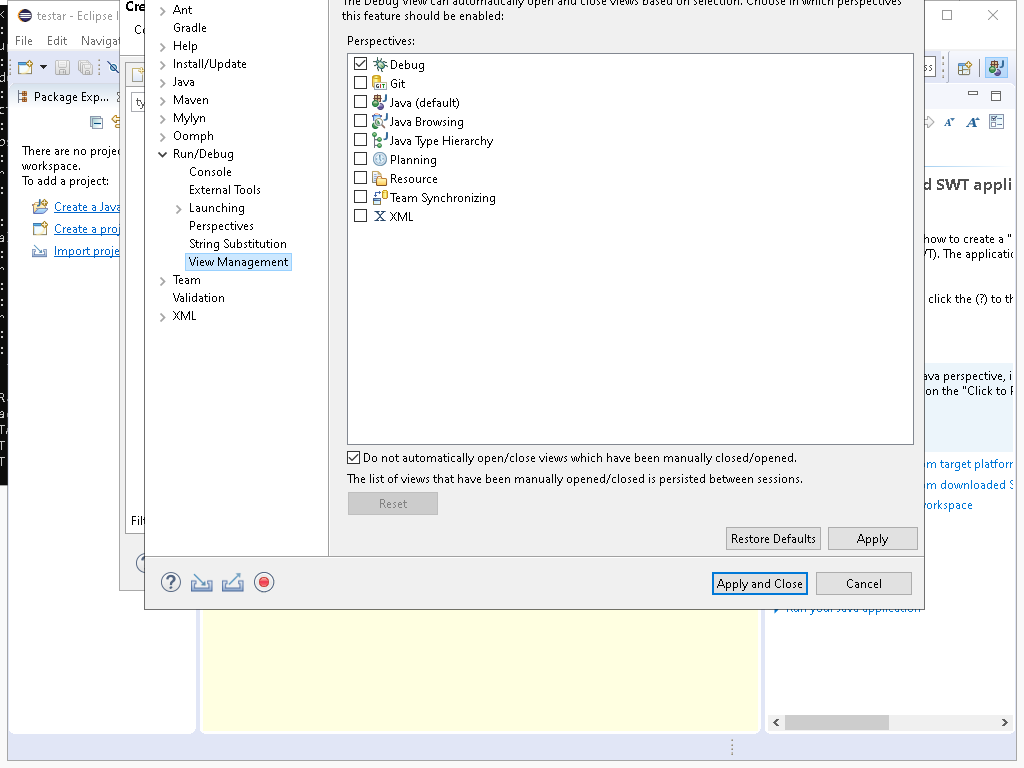 testar - Eclipse I
File Edit Navigat
Package Exp...
There are no proje
workspace.
To add a project:
Create a Java
Create a proj
Import proje
Cre
ty
Filt
Ant
Gradle
Help
Install/Update
Java
Maven
Mylyn
Oomph
Run/Debug
Console
External Tools
Launching
Perspectives
String Substitution
View Management
Team
Validation
XML
The Debug View can automatically open and close views based on selection. Choose in which perspectives
this feature should be enabled:
Perspectives:
Debug
Git
Java (default)
Java Browsing
Java Type Hierarchy
Planning
Resource
Team Synchronizing
XML
Do not automatically open/close views which have been manually closed/opened.
The list of views that have been manually opened/closed is persisted between sessions.
Reset
Restore Defaults Apply
Apply and Close Cancel
d SWT appli
how to create a "
/T). The applicatio
click the (?) to th
ava perspective, i
on the "Click to P
m target platform
m downloaded S
workspace
Run your Java application